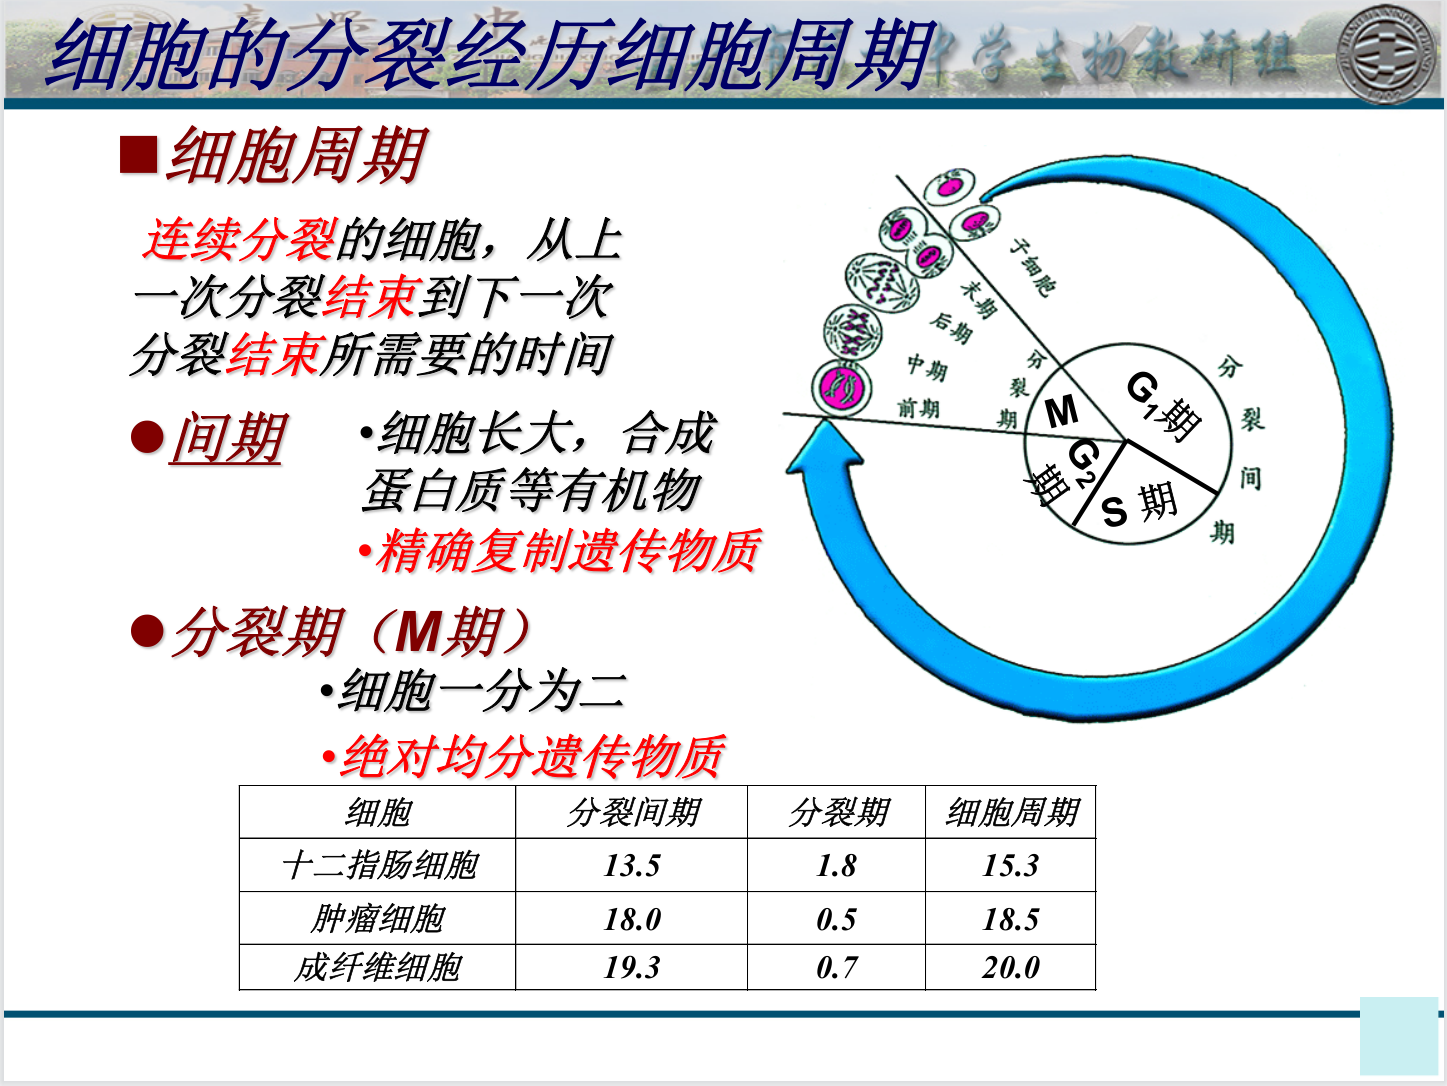 细胞的分裂经历细胞周期
中学生物教研组
■细胞周期
连续分裂的细胞，从上
一次分裂结束到下一次
分裂结束所需要的时间
●间期
•细胞长大，合成
蛋白质等有机物
•精确复制遗传物质
●分裂期（M期）
•细胞一分为二
•绝对均分遗传物质
子细胞
末期
后期
中期
前期
分裂期
M
G1期
S期
G2期
分裂间期
细胞 分裂间期 分裂期 细胞周期
十二指肠细胞 13.5 1.8 15.3
肿瘤细胞 18.0 0.5 18.5
成纤维细胞 19.3 0.7 20.0